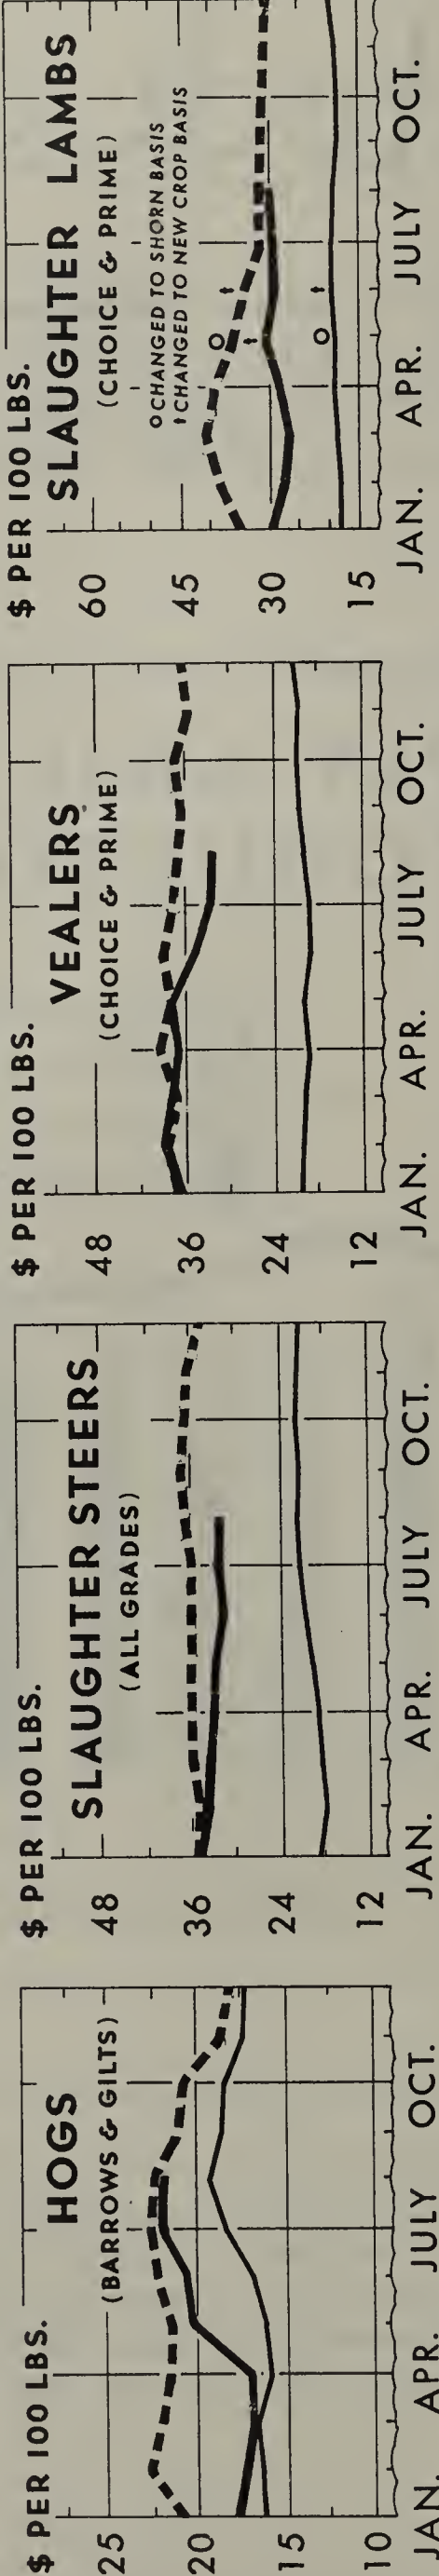 $ PER 100 LBS.
HOGS
(BARROWS & GILTS)
25
20
15
10
JAN. APR. JULY OCT.
$ PER 100 LBS.
SLAUGHTER STEERS
(ALL GRADES)
48
36
24
12
JAN. APR. JULY OCT.
$ PER 100 LBS.
VEALERS
(CHOICE & PRIME)
48
36
24
12
JAN. APR. JULY OCT.
$ PER 100 LBS.
SLAUGHTER LAMBS
(CHOICE & PRIME)
O CHANGED TO SHORN BASIS
† CHANGED TO NEW CROP BASIS
60
45
30
15
JAN. APR. JULY OCT.